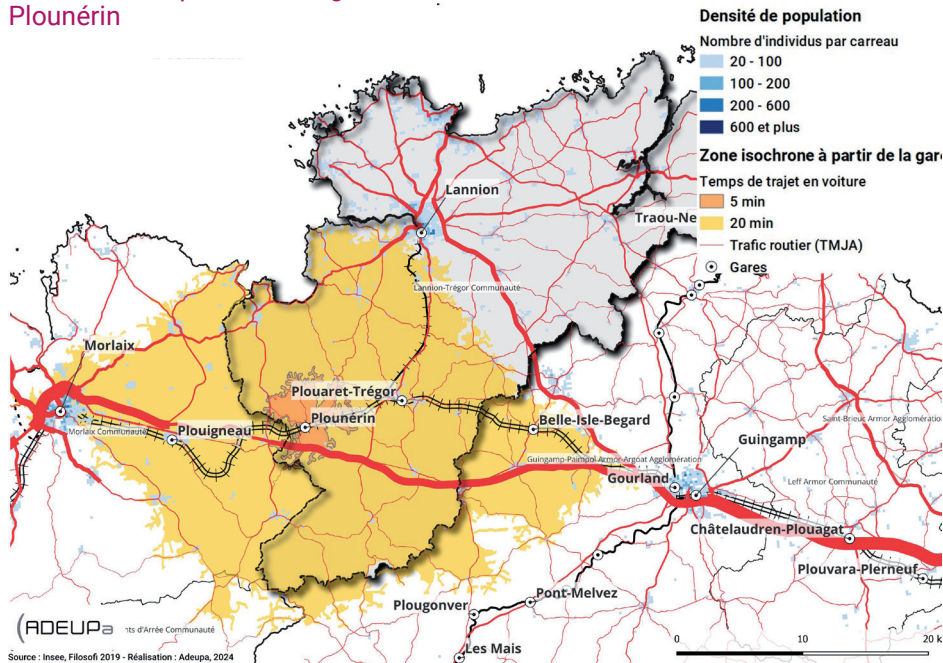 Plounérin
Densité de population
Nombre d'individus par carreau
20 - 100
100 - 200
200 - 600
600 et plus
Zone isochrone à partir de la gare
Temps de trajet en voiture
5 min
20 min
Trafic routier (TMJA)
Gares
Lannion
Traou-Ne
Lannion-Trégor Communauté
Morlaix
Plouaret-Trégor
Plounérin
Belle-Isle-Begard
Morlaix Communauté
Plouigneau
Saint-Brieuc Armor Agglomération
Guingamp
Guingamp-Paimpol Armor-Argoat Agglomération
Gourland
Leff Armor Communauté
Châtelaudren-Plouagat
Plouvara-Plerneuf
Pont-Melvez
Plougonver
ADEUPa
nts d'Arrée Communauté
Les Mais
0 10 20 k
Source : Insee, Filosofi 2019 - Réalisation : Adeupa, 2024